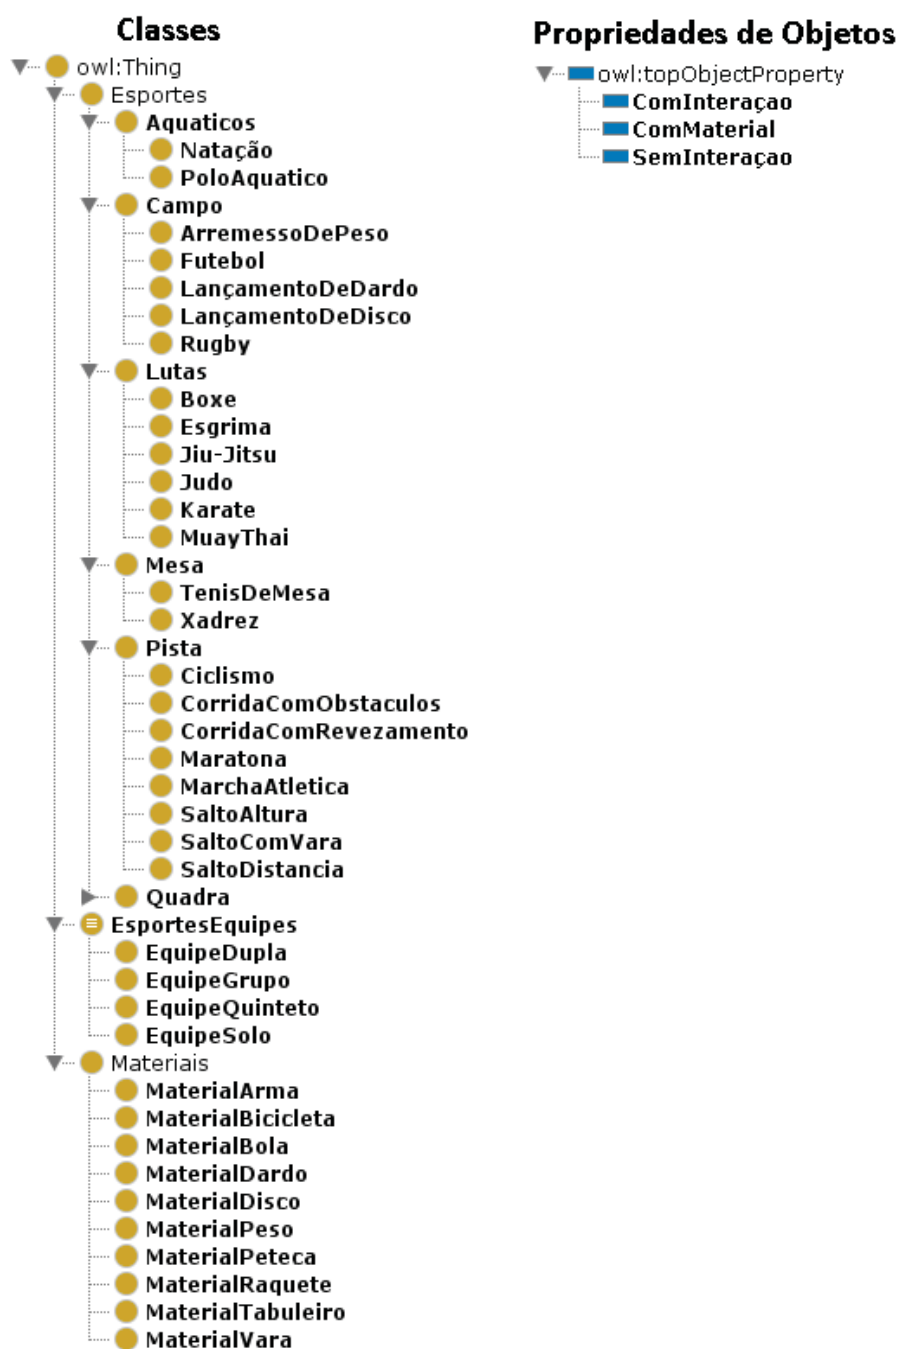 Classes
owl:Thing
Esportes
Aquaticos
Natação
PoloAquatico
Campo
ArremessoDePeso
Futebol
LançamentoDeDardo
LançamentoDeDisco
Rugby
Lutas
Boxe
Esgrima
Jiu-Jitsu
Judo
Karate
MuayThai
Mesa
TenisDeMesa
Xadrez
Pista
Ciclismo
CorridaComObstaculos
CorridaComRevezamento
Maratona
MarchaAtletica
SaltoAltura
SaltoComVara
SaltoDistancia
Quadra
EsportesEquipes
EquipeDupla
EquipeGrupo
EquipeQuinteto
EquipeSolo
Materiais
MaterialArma
MaterialBicicleta
MaterialBola
MaterialDardo
MaterialDisco
MaterialPeso
MaterialPeteca
MaterialRaquete
MaterialTabuleiro
MaterialVara
Propriedades de Objetos
owl:topObjectProperty
ComInteraçao
ComMaterial
SemInteraçao